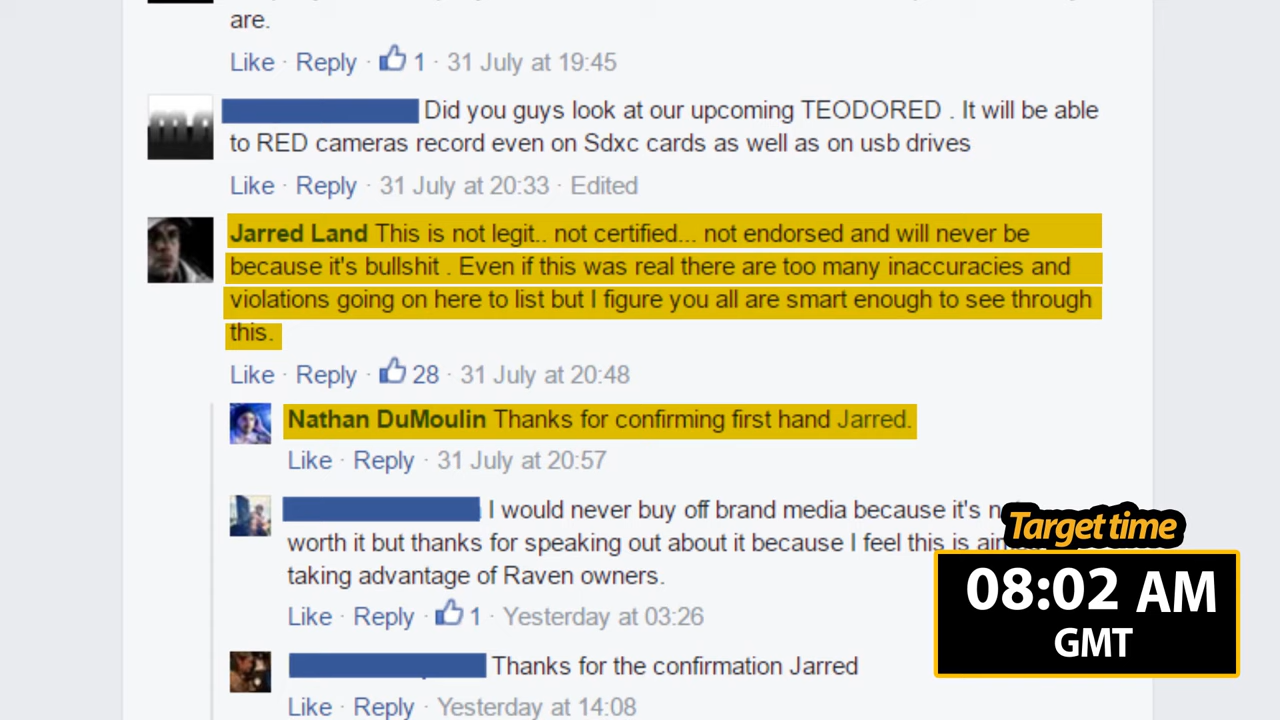 are.
Like · Reply · 1 · 31 July at 19:45
Did you guys look at our upcoming TEODORED . It will be able
to RED cameras record even on Sdxc cards as well as on usb drives
Like · Reply · 31 July at 20:33 · Edited
Jarred Land This is not legit.. not certified... not endorsed and will never be
because it's bullshit . Even if this was real there are too many inaccuracies and
violations going on here to list but I figure you all are smart enough to see through
this.
Like · Reply · 28 · 31 July at 20:48
Nathan DuMoulin Thanks for confirming first hand Jarred.
Like · Reply · 31 July at 20:57
I would never buy off brand media because it's
worth it but thanks for speaking out about it because I feel this is
taking advantage of Raven owners.
Like · Reply · 1 · Yesterday at 03:26
Thanks for the confirmation Jarred
Like · Reply · Yesterday at 14:08
Target time
08:02 AM
GMT